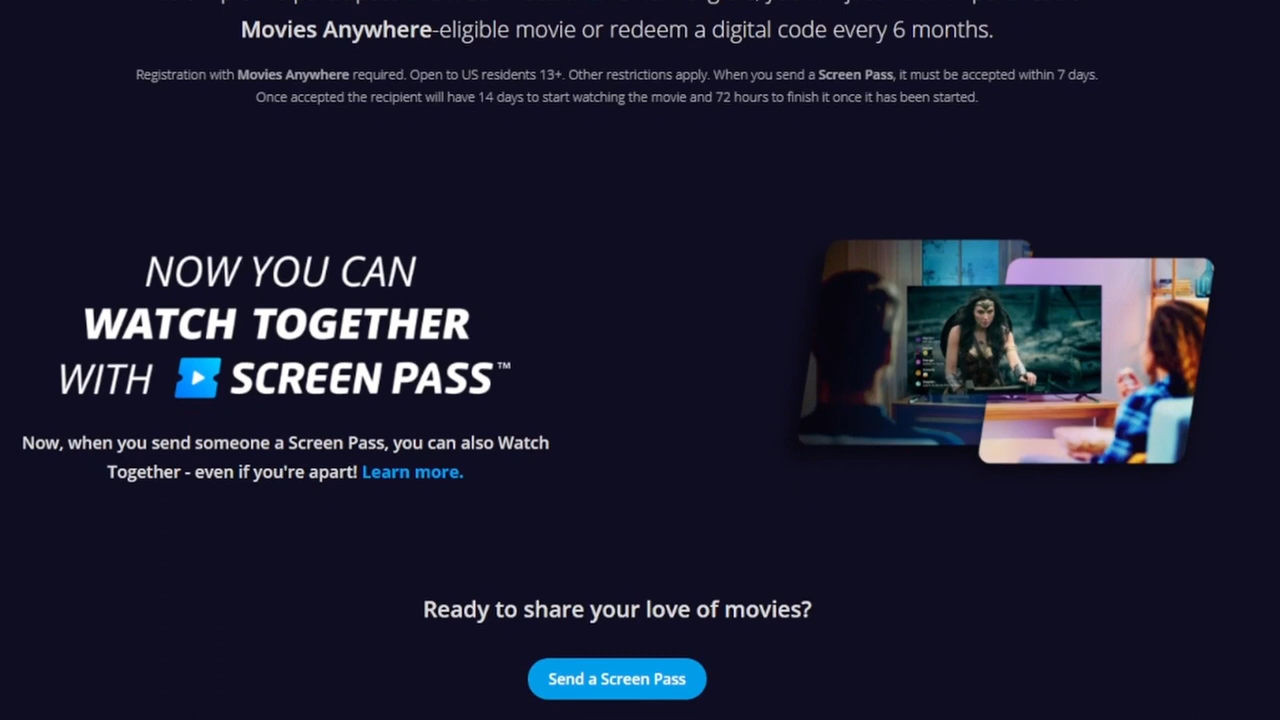 Movies Anywhere-eligible movie or redeem a digital code every 6 months.
Registration with Movies Anywhere required. Open to US residents 13+. Other restrictions apply. When you send a Screen Pass, it must be accepted within 7 days.
Once accepted the recipient will have 14 days to start watching the movie and 72 hours to finish it once it has been started.
NOW YOU CAN
WATCH TOGETHER
WITH SCREEN PASS™
Now, when you send someone a Screen Pass, you can also Watch
Together - even if you're apart! Learn more.
Ready to share your love of movies?
Send a Screen Pass